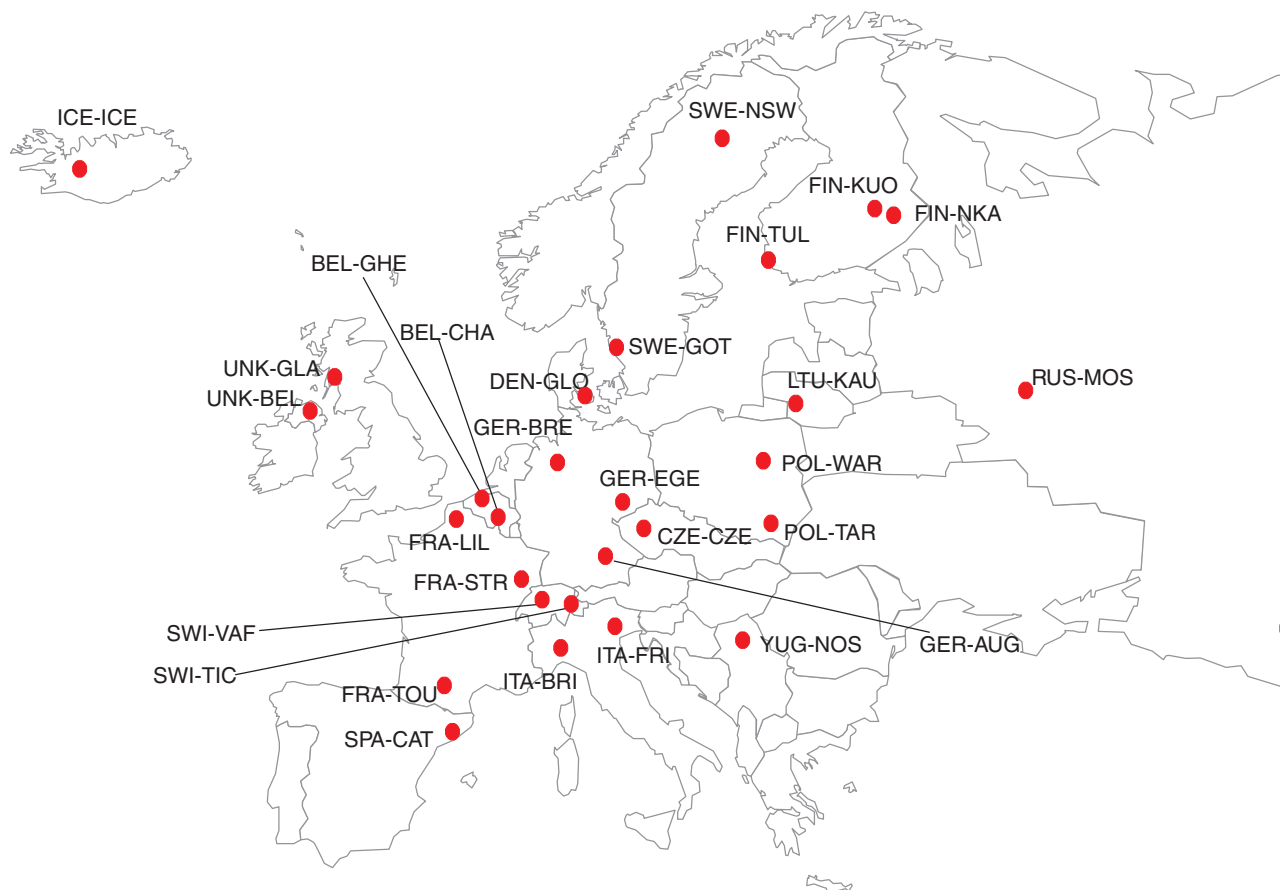 ICE-ICE
SWE-NSW
FIN-KUO
FIN-NKA
FIN-TUL
BEL-GHE
BEL-CHA
SWE-GOT
UNK-GLA
DEN-GLO
LTU-KAU
RUS-MOS
UNK-BEL
GER-BRE
POL-WAR
GER-EGE
POL-TAR
CZE-CZE
FRA-LIL
FRA-STR
SWI-VAF
YUG-NOS
GER-AUG
ITA-FRI
SWI-TIC
ITA-BRI
FRA-TOU
SPA-CAT